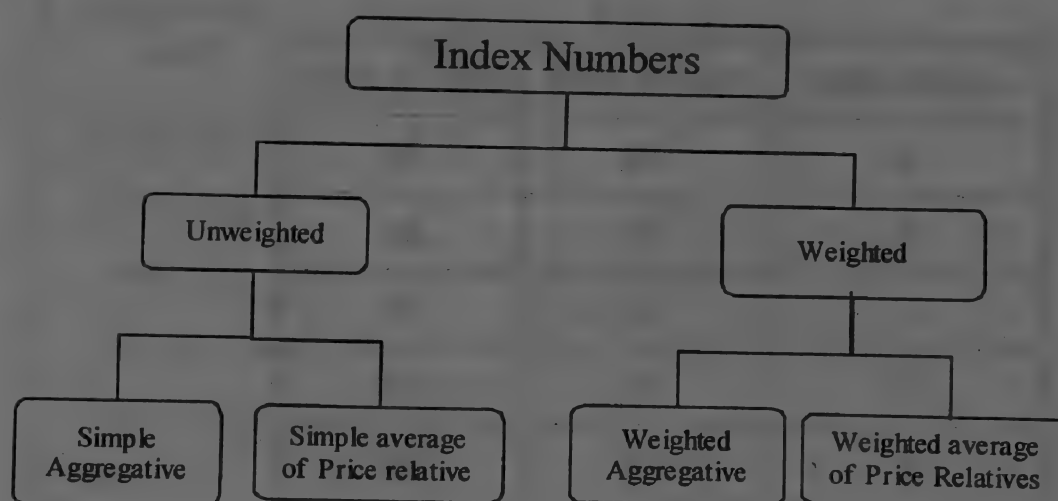 Index Numbers
Unweighted
Weighted
Simple
Aggregative
Simple average
of Price relative
Weighted
Aggregative
Weighted average
of Price Relatives